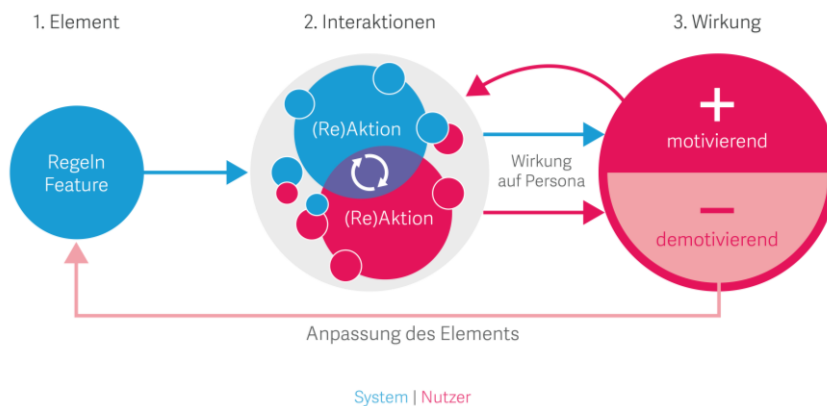 1. Element
2. Interaktionen
3. Wirkung
Regeln
Feature
(Re)Aktion
(Re)Aktion
Wirkung
auf Persona
+
motivierend
–
demotivierend
Anpassung des Elements
System | Nutzer